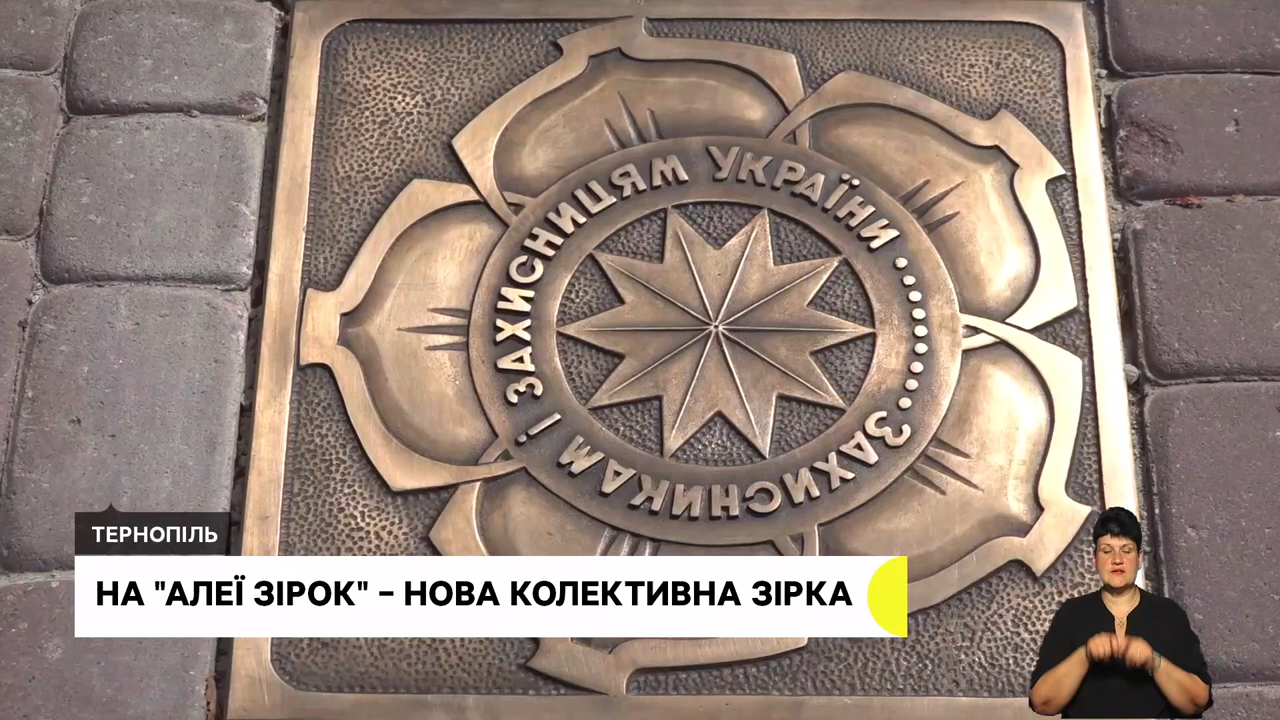 ЗАХИСНИКАМ І ЗАХИСНИЦЯМ УКРАЇНИ
ТЕРНОПІЛЬ
НА "АЛЕЇ ЗІРОК" – НОВА КОЛЕКТИВНА ЗІРКА